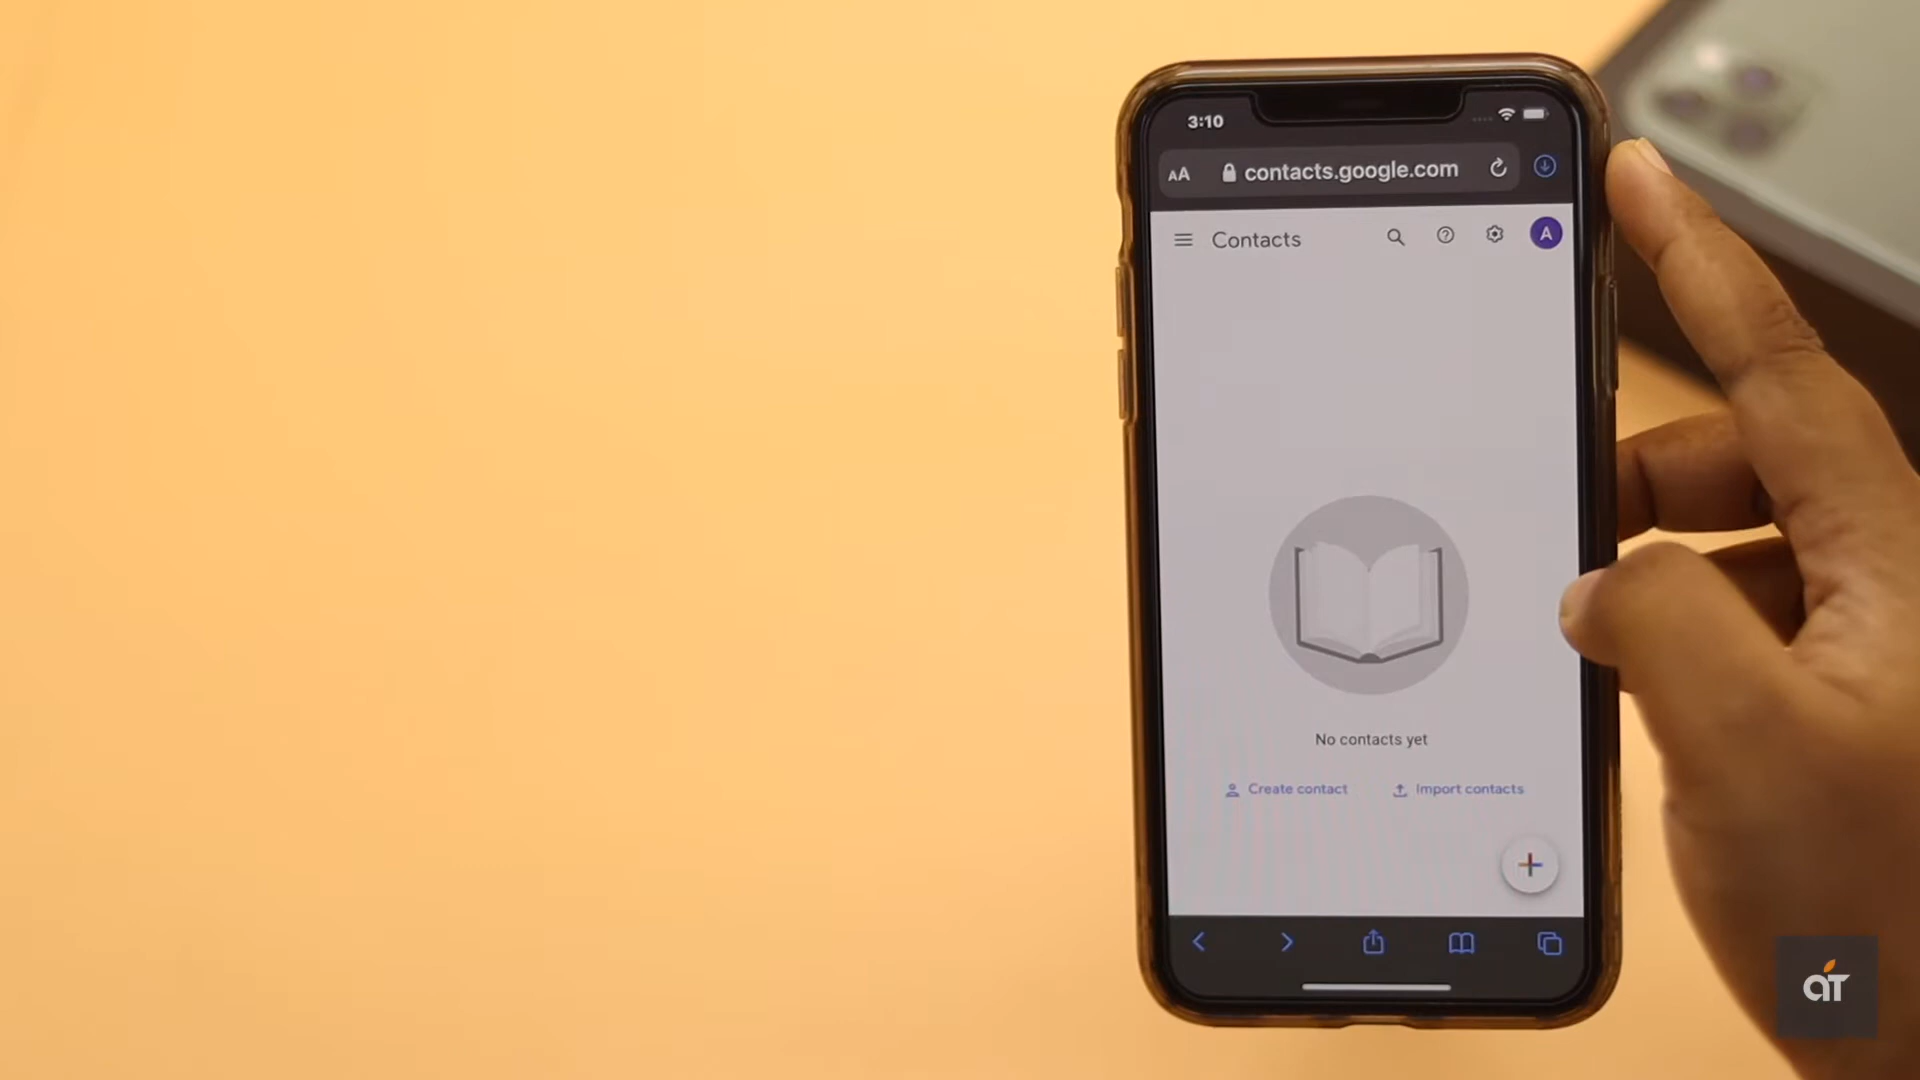 3:10
AA contacts.google.com
Contacts
A
No contacts yet
Create contact Import contacts
aT